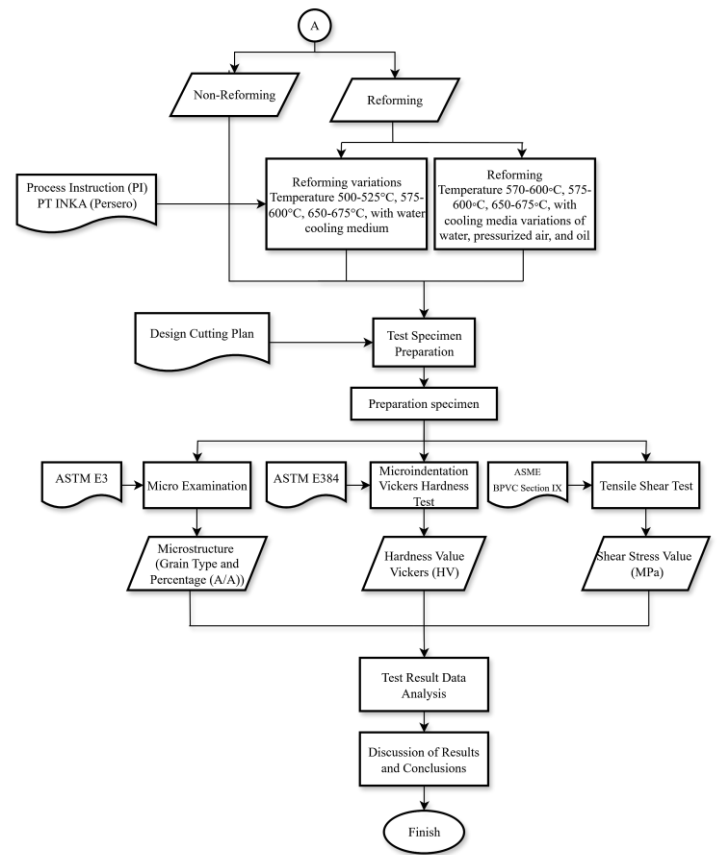 A
Non-Reforming
Reforming
Process Instruction (PI)
PT INKA (Persero)
Reforming variations
Temperature 500-525°C, 575-
600°C, 650-675°C, with water
cooling medium
Reforming
Temperature 570-600◦C, 575-
600◦C, 650-675◦C, with
cooling media variations of
water, pressurized air, and oil
Design Cutting Plan
Test Specimen
Preparation
Preparation specimen
ASTM E3
Micro Examination
ASTM E384
Microindentation
Vickers Hardness
Test
ASME
BPVC Section IX
Tensile Shear Test
Microstructure
(Grain Type and
Percentage (A/A))
Hardness Value
Vickers (HV)
Shear Stress Value
(MPa)
Test Result Data
Analysis
Discussion of Results
and Conclusions
Finish